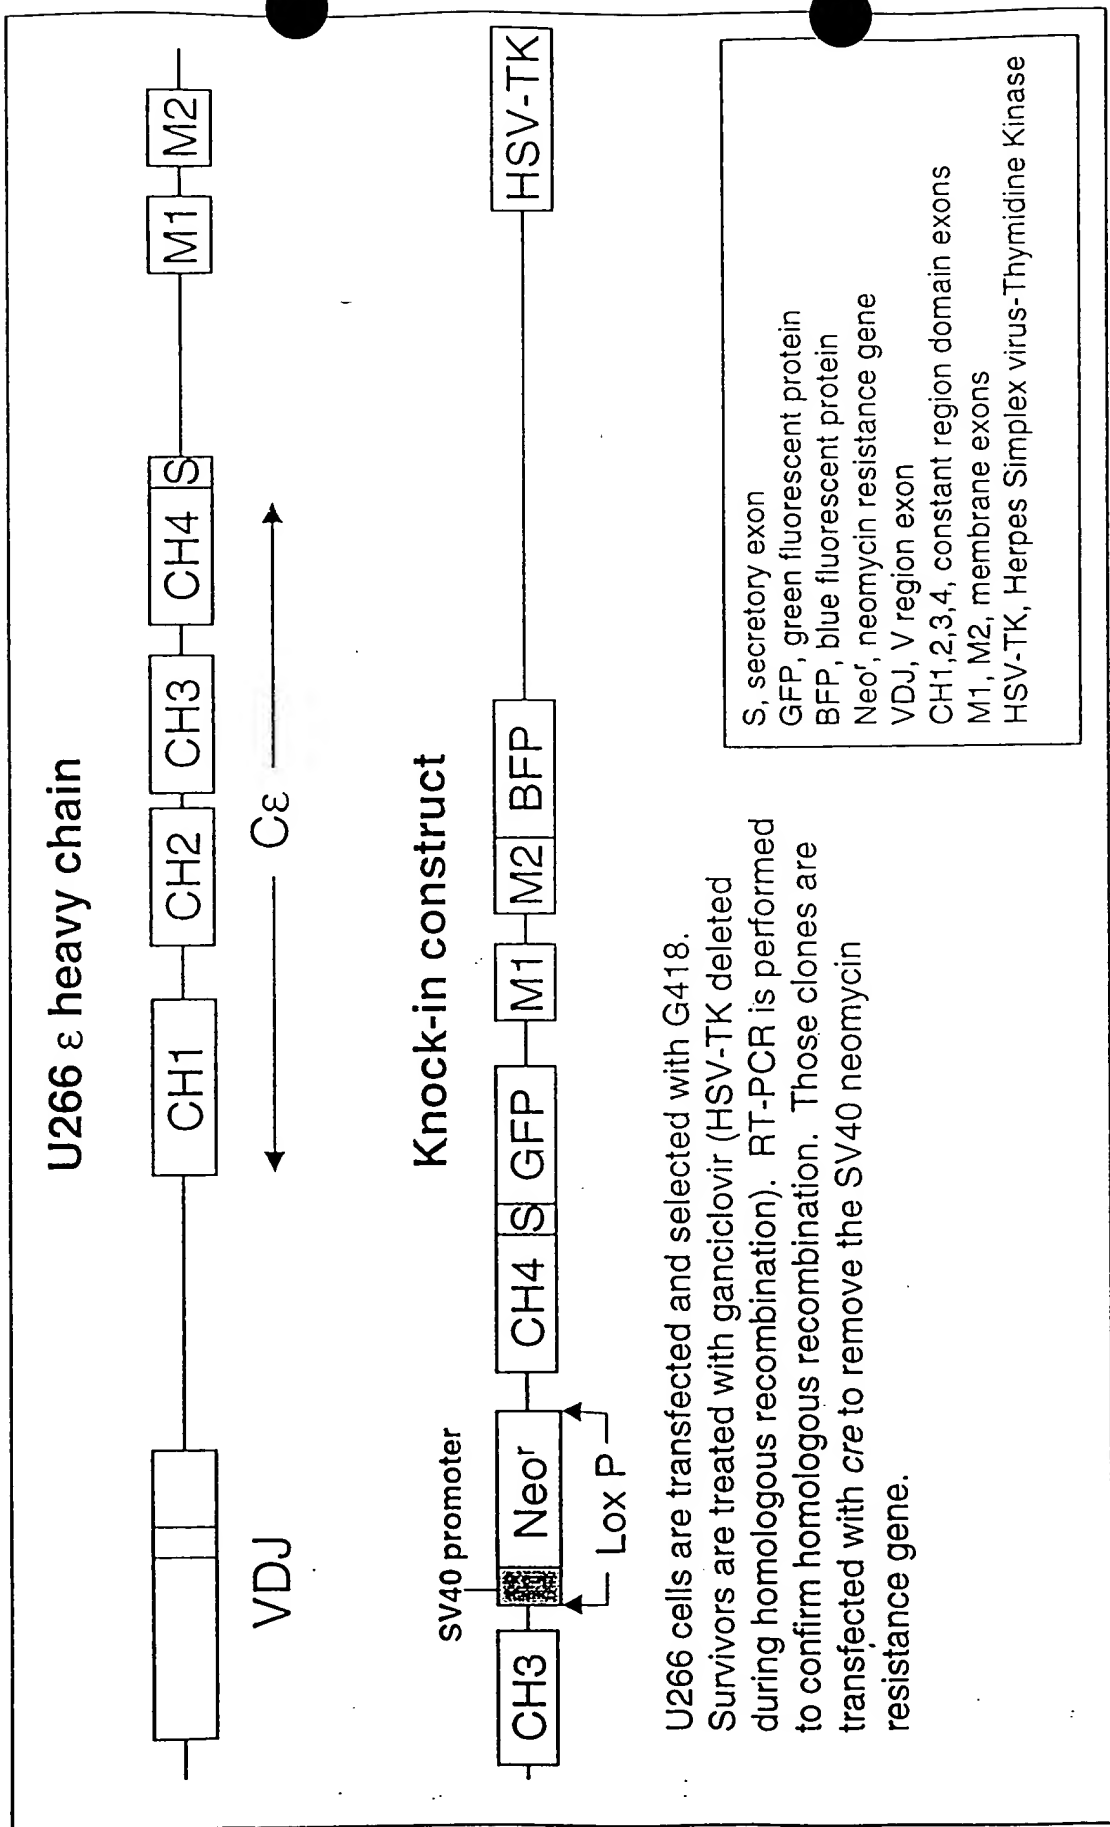 U266 ε heavy chain
VDJ
CH1
CH2
CH3
CH4
S
M1
M2
Cε
Knock-in construct
SV40 promoter
CH3
Neoʳ
CH4
S
GFP
M1
M2
BFP
HSV-TK
Lox P
U266 cells are transfected and selected with G418.
Survivors are treated with ganciclovir (HSV-TK deleted
during homologous recombination). RT-PCR is performed
to confirm homologous recombination. Those clones are
transfected with cre to remove the SV40 neomycin
resistance gene.
S, secretory exon
GFP, green fluorescent protein
BFP, blue fluorescent protein
Neoʳ, neomycin resistance gene
VDJ, V region exon
CH1,2,3,4, constant region domain exons
M1, M2, membrane exons
HSV-TK, Herpes Simplex virus-Thymidine Kinase